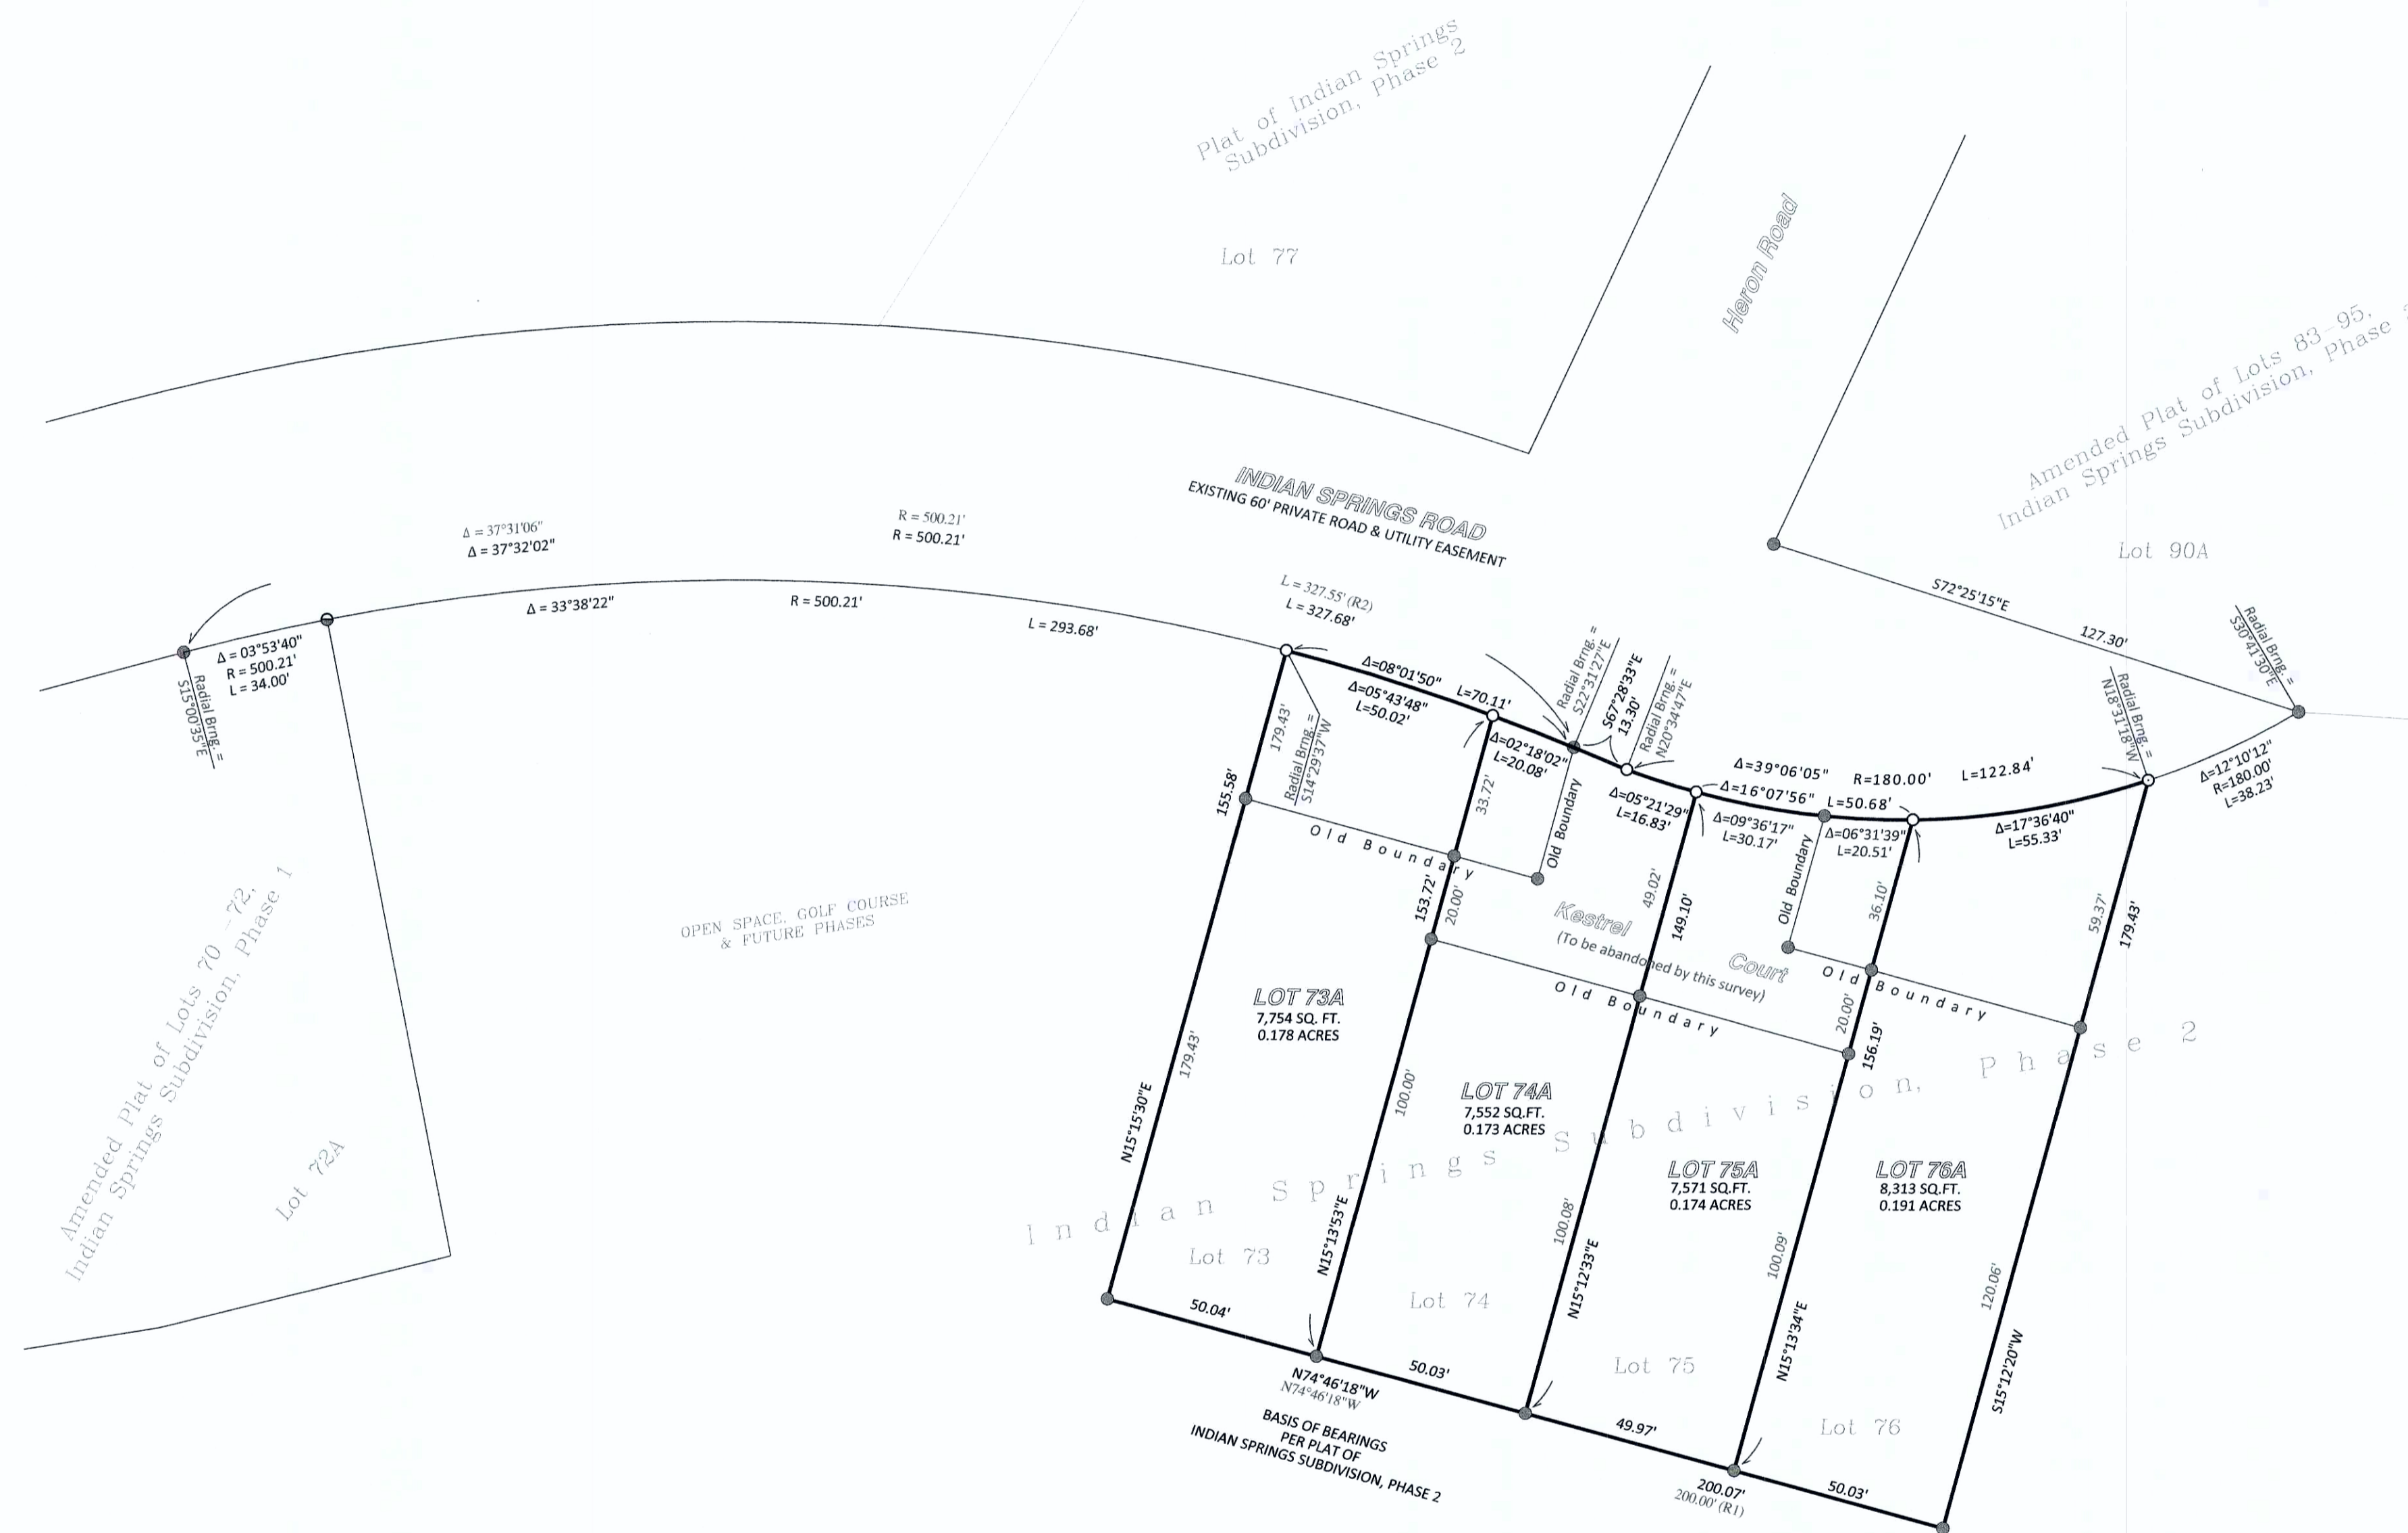 Plat of Indian Springs
Subdivision, Phase 2
Lot 77
Heron Road
Amended Plat of Lots 83-95,
Indian Springs Subdivision, Phase
Lot 90A
INDIAN SPRINGS ROAD
EXISTING 60' PRIVATE ROAD & UTILITY EASEMENT
Δ = 37°31'06"
Δ = 37°32'02"
R = 500.21'
R = 500.21'
L = 327.55' (R2)
L = 327.68'
Δ = 33°38'22"
R = 500.21'
L = 293.68'
Δ = 03°53'40"
R = 500.21'
L = 34.00'
Radial Brng. =
S15°00'35"E
S72°25'15"E
127.30'
Radial Brng. =
S30°41'30"E
Radial Brng. =
N18°31'18"W
Δ=12°10'12"
R=180.00'
L=38.23'
Δ=08°01'50"
L=70.11'
Δ=05°43'48"
L=50.02'
Radial Brng. =
S22°31'27"E
S67°28'33"E
13.30'
Radial Brng. =
N20°34'47"E
Δ=02°18'02"
L=20.08'
Δ=39°06'05"
R=180.00'
L=122.84'
Δ=16°07'56"
L=50.68'
Δ=05°21'29"
L=16.83'
Δ=09°36'17"
L=30.17'
Δ=06°31'39"
L=20.51'
Δ=17°36'40"
L=55.33'
179.43'
Radial Brng. =
S14°29'37"W
155.58'
33.72'
Old Boundary
Old Boundary
153.72'
20.00'
49.02'
149.10'
Old Boundary
36.10'
59.37'
179.43'
Kestrel
Court
(To be abandoned by this survey)
Old Boundary
Old Boundary
20.00'
156.19'
OPEN SPACE, GOLF COURSE
& FUTURE PHASES
Amended Plat of Lots 70-72,
Indian Springs Subdivision, Phase 1
Lot 72A
LOT 73A
7,754 SQ. FT.
0.178 ACRES
179.43'
N15°15'30"E
LOT 74A
7,552 SQ.FT.
0.173 ACRES
100.00'
N15°13'53"E
LOT 75A
7,571 SQ.FT.
0.174 ACRES
100.08'
N15°12'33"E
LOT 76A
8,313 SQ.FT.
0.191 ACRES
100.09'
N15°13'34"E
120.06'
S15°12'20"W
Indian Springs Subdivision, Phase 2
Lot 73
Lot 74
Lot 75
Lot 76
50.04'
50.03'
49.97'
50.03'
N74°46'18"W
N74°46'18"W
BASIS OF BEARINGS
PER PLAT OF
INDIAN SPRINGS SUBDIVISION, PHASE 2
200.07'
200.00' (R1)